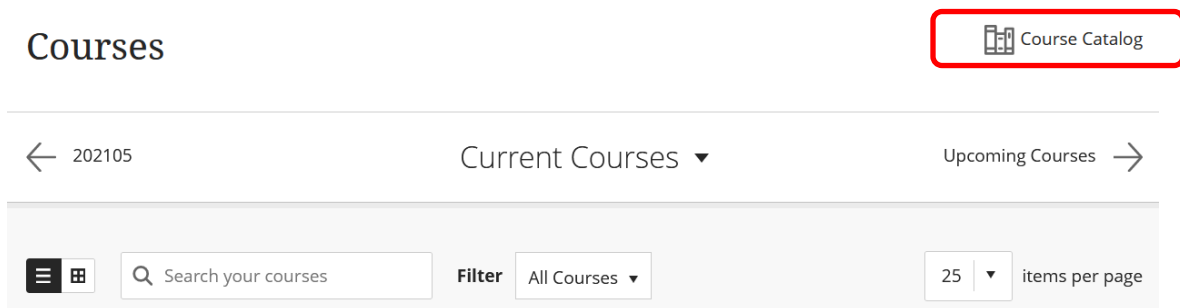 Courses
Course Catalog
202105
Current Courses
Upcoming Courses
Search your courses
Filter
All Courses
25
items per page